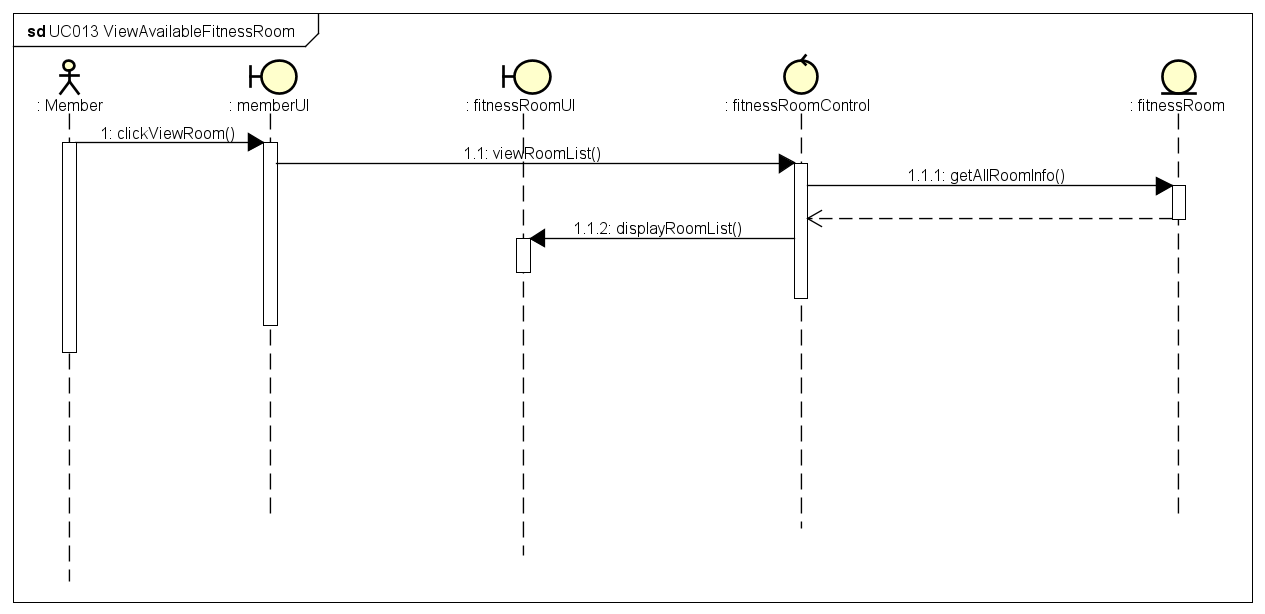 sd UC013 ViewAvailableFitnessRoom
: Member
: memberUI
: fitnessRoomUI
: fitnessRoomControl
: fitnessRoom
1: clickViewRoom()
1.1: viewRoomList()
1.1.1: getAllRoomInfo()
1.1.2: displayRoomList()